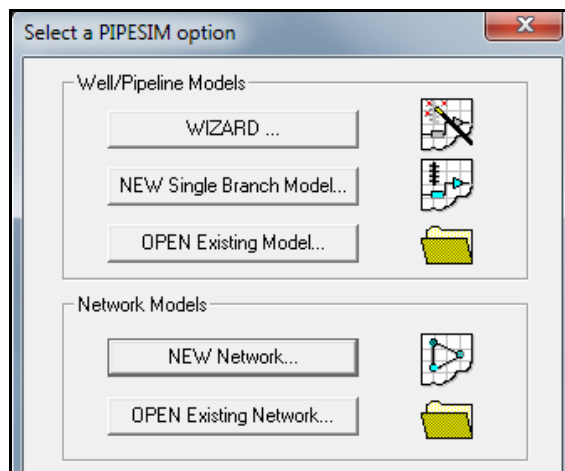 Select a PIPESIM option
Well/Pipeline Models
WIZARD ...
NEW Single Branch Model...
OPEN Existing Model...
Network Models
NEW Network...
OPEN Existing Network...